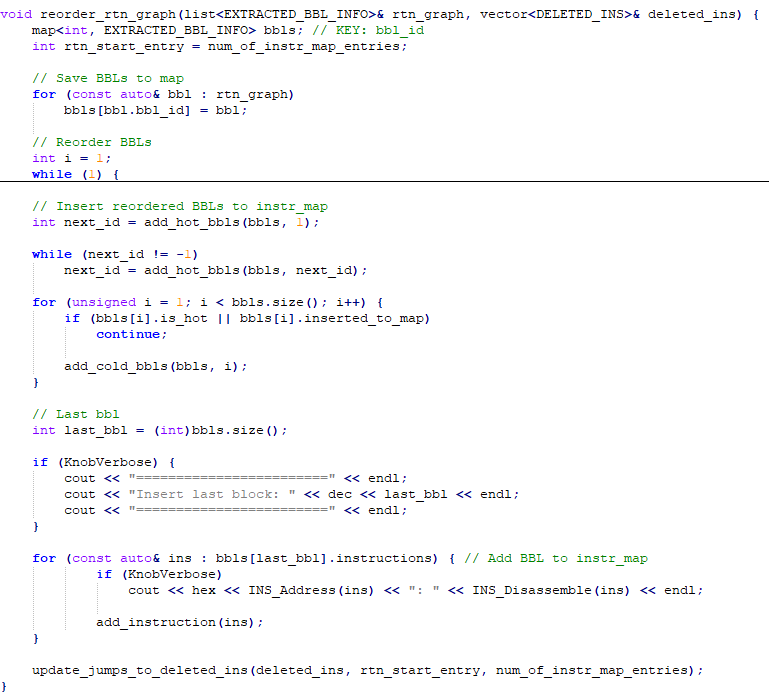 void reorder_rtn_graph(list<EXTRACTED_BBL_INFO>& rtn_graph, vector<DELETED_INS>& deleted_ins) {
    map<int, EXTRACTED_BBL_INFO> bbls; // KEY: bbl_id
    int rtn_start_entry = num_of_instr_map_entries;

    // Save BBLs to map
    for (const auto& bbl : rtn_graph)
        bbls[bbl.bbl_id] = bbl;

    // Reorder BBLs
    int i = 1;
    while (1) {

    // Insert reordered BBLs to instr_map
    int next_id = add_hot_bbls(bbls, 1);

    while (next_id != -1)
        next_id = add_hot_bbls(bbls, next_id);

    for (unsigned i = 1; i < bbls.size(); i++) {
        if (bbls[i].is_hot || bbls[i].inserted_to_map)
            continue;

        add_cold_bbls(bbls, i);
    }

    // Last bbl
    int last_bbl = (int)bbls.size();

    if (KnobVerbose) {
        cout << "========================" << endl;
        cout << "Insert last block: " << dec << last_bbl << endl;
        cout << "========================" << endl;
    }

    for (const auto& ins : bbls[last_bbl].instructions) { // Add BBL to instr_map
            if (KnobVerbose)
                cout << hex << INS_Address(ins) << ": " << INS_Disassemble(ins) << endl;

            add_instruction(ins);
    }

    update_jumps_to_deleted_ins(deleted_ins, rtn_start_entry, num_of_instr_map_entries);
}